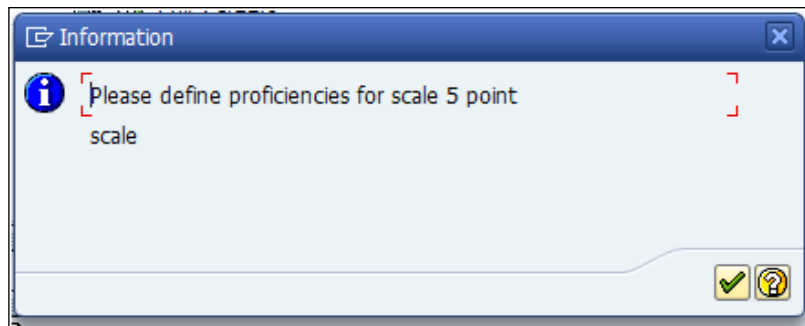 Information
Please define proficiencies for scale 5 point
scale